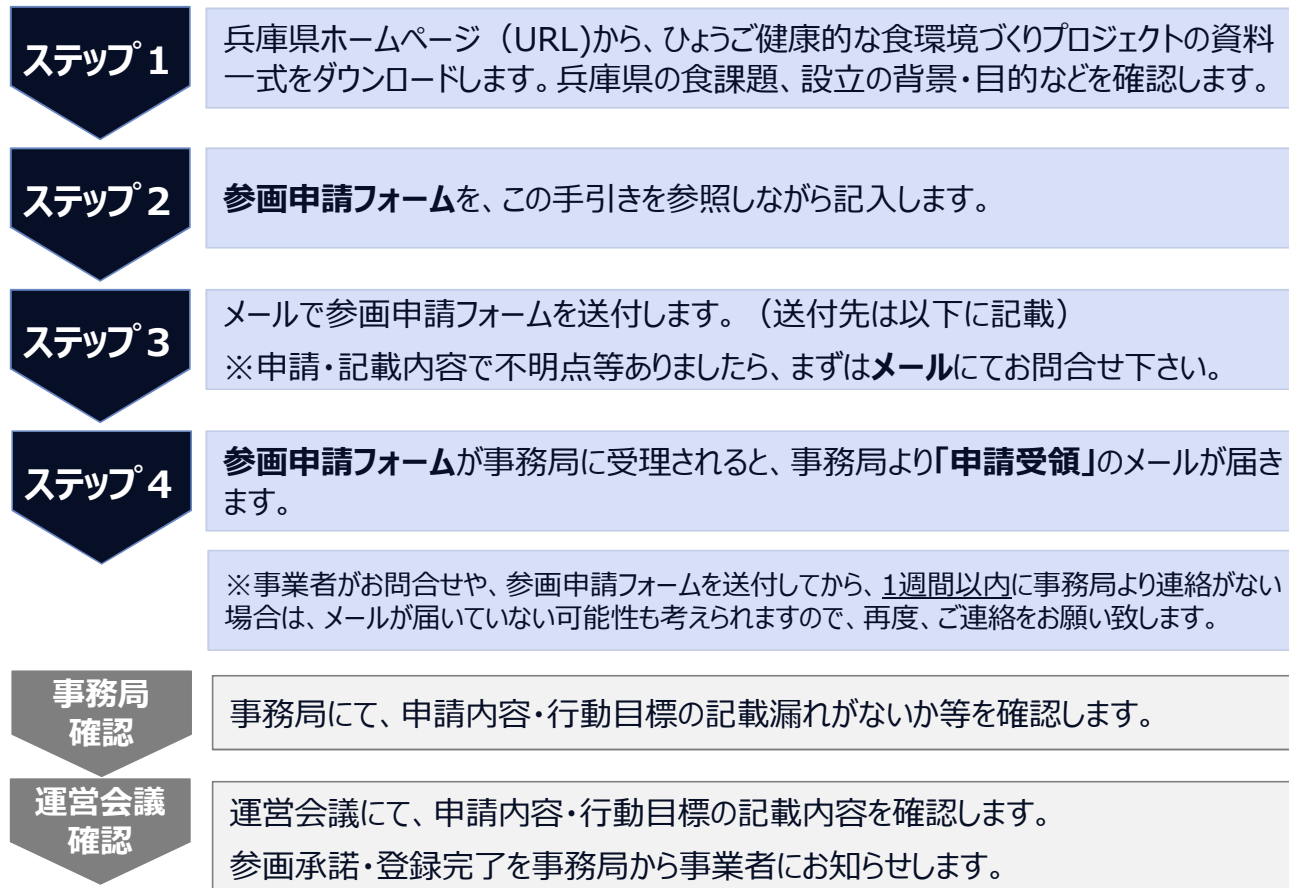 ステップ 1
兵庫県ホームページ（URL)から、ひょうご健康的な食環境づくりプロジェクトの資料
一式をダウンロードします。兵庫県の食課題、設立の背景・目的などを確認します。
ステップ 2
参画申請フォームを、この手引きを参照しながら記入します。
ステップ 3
メールで参画申請フォームを送付します。（送付先は以下に記載）
※申請・記載内容で不明点等ありましたら、まずはメールにてお問合せ下さい。
ステップ 4
参画申請フォームが事務局に受理されると、事務局より「申請受領」のメールが届き
ます。
※事業者がお問合せや、参画申請フォームを送付してから、1週間以内に事務局より連絡がない
場合は、メールが届いていない可能性も考えられますので、再度、ご連絡をお願い致します。
事務局
確認
事務局にて、申請内容・行動目標の記載漏れがないか等を確認します。
運営会議
確認
運営会議にて、申請内容・行動目標の記載内容を確認します。
参画承諾・登録完了を事務局から事業者にお知らせします。